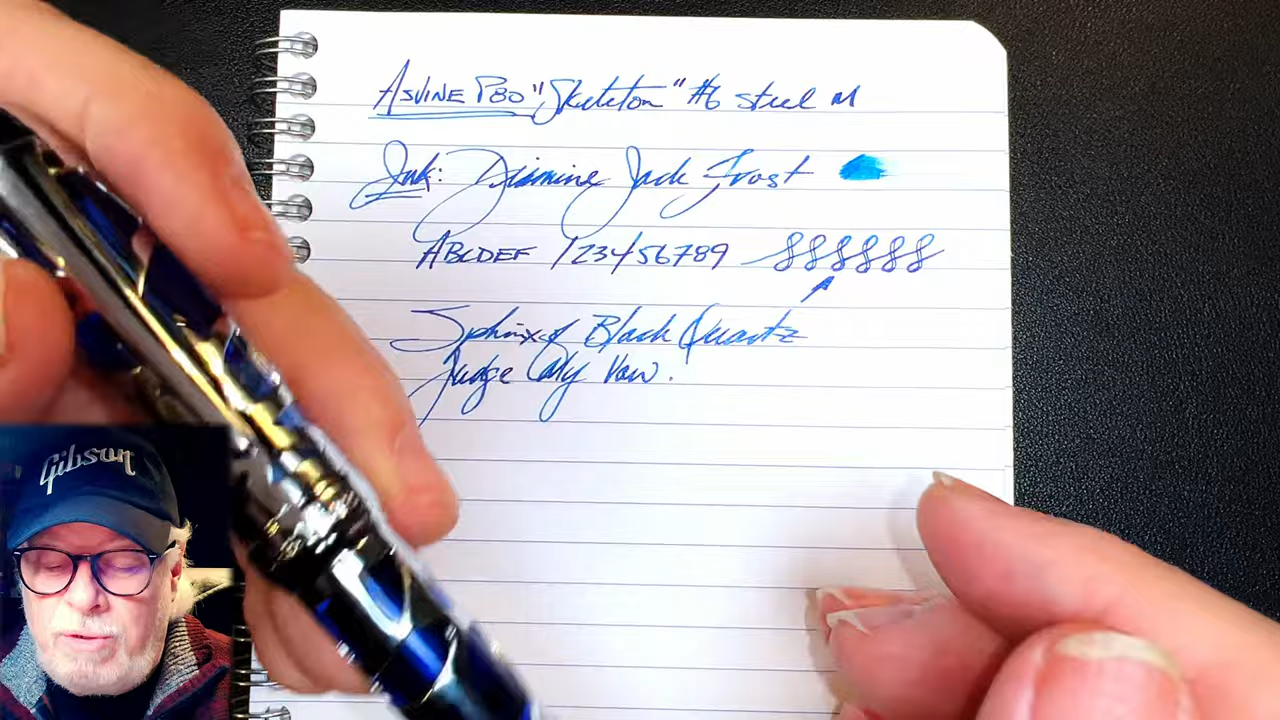 Asvine P80 "Skeleton" #6 steel M
Ink: Diamine Jack Frost
ABCDEF 123456789 888888
Sphinx of Black Quartz
Judge my Vow.
Gibson